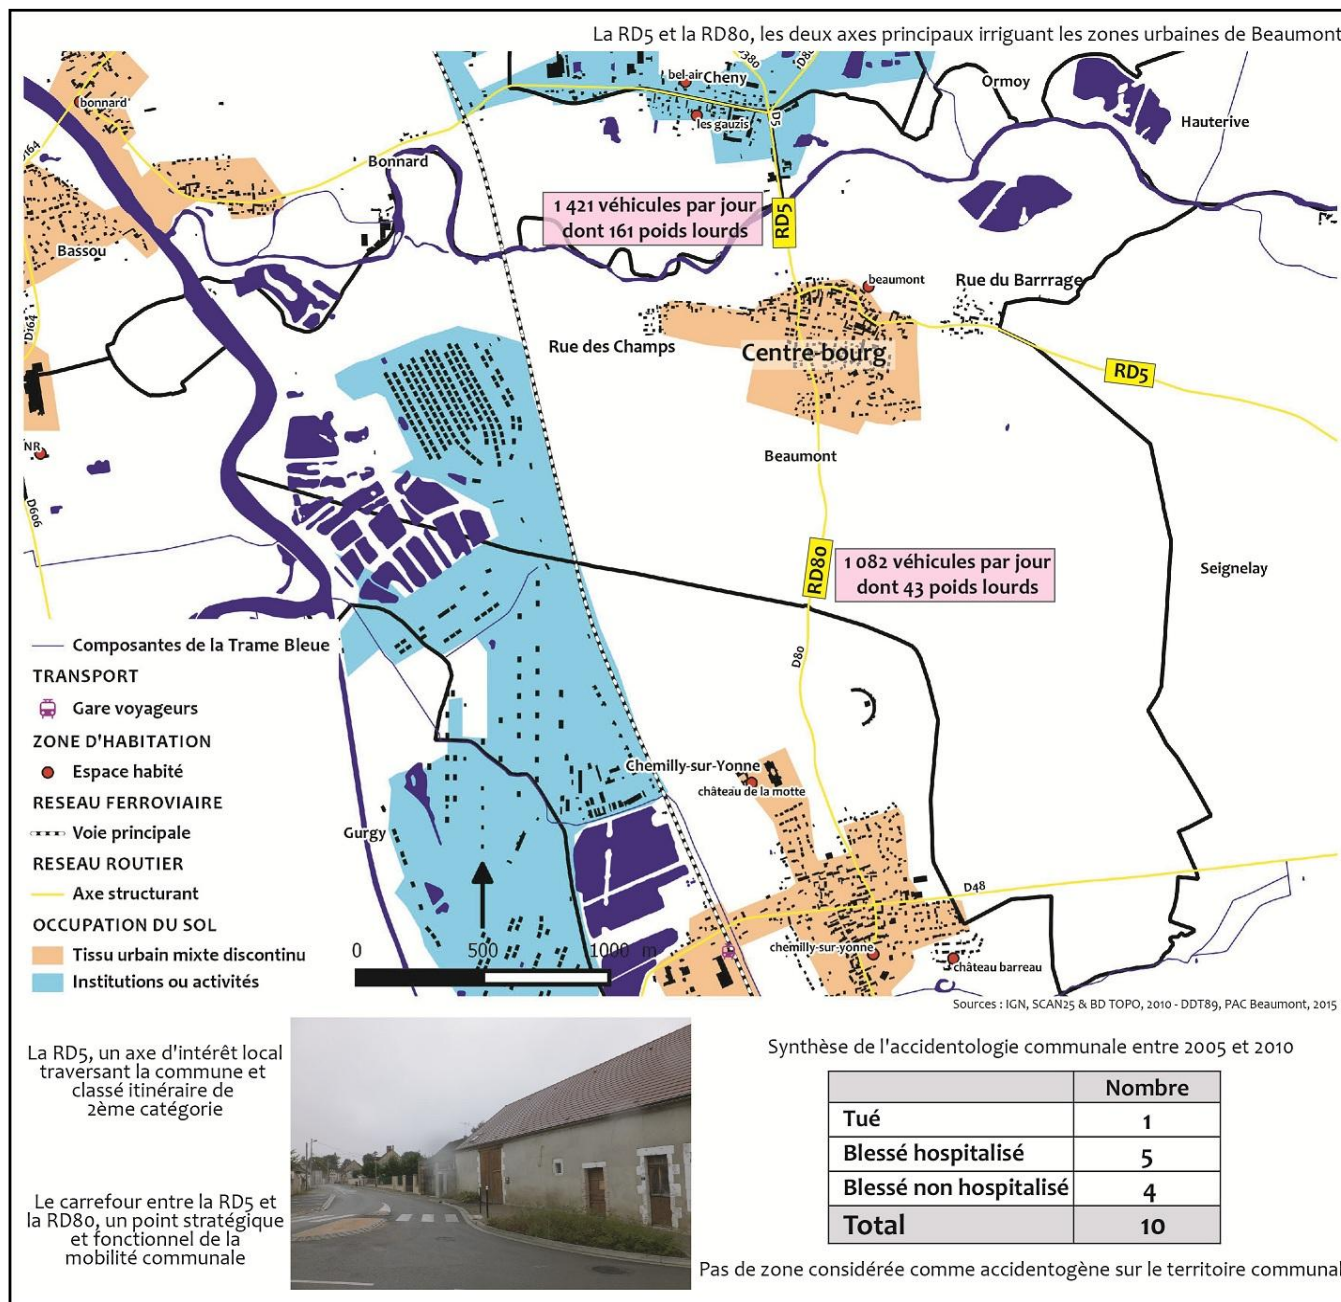 La RD5 et la RD80, les deux axes principaux irriguant les zones urbaines de Beaumont
bonnard
bel-air
Cheny
les gauzis
D380
D5
Ormoy
Hauterive
D164
Bonnard
1 421 véhicules par jour
dont 161 poids lourds
RD5
Bassou
beaumont
Rue du Barrrage
D164
Rue des Champs
Centre-bourg
RD5
NR
Beaumont
D606
RD80
1 082 véhicules par jour
dont 43 poids lourds
Seignelay
D80
Composantes de la Trame Bleue
TRANSPORT
Gare voyageurs
ZONE D'HABITATION
Espace habité
RESEAU FERROVIAIRE
Voie principale
RESEAU ROUTIER
Axe structurant
OCCUPATION DU SOL
Tissu urbain mixte discontinu
Institutions ou activités
Chemilly-sur-Yonne
château de la motte
Gurgy
D48
0 500 1000 m
chemilly-sur-yonne
château barreau
Sources : IGN, SCAN25 & BD TOPO, 2010 - DDT89, PAC Beaumont, 2015
La RD5, un axe d'intérêt local
traversant la commune et
classé itinéraire de
2ème catégorie
Le carrefour entre la RD5 et
la RD80, un point stratégique
et fonctionnel de la
mobilité communale
Synthèse de l'accidentologie communale entre 2005 et 2010
Nombre
Tué 1
Blessé hospitalisé 5
Blessé non hospitalisé 4
Total 10
Pas de zone considérée comme accidentogène sur le territoire communal